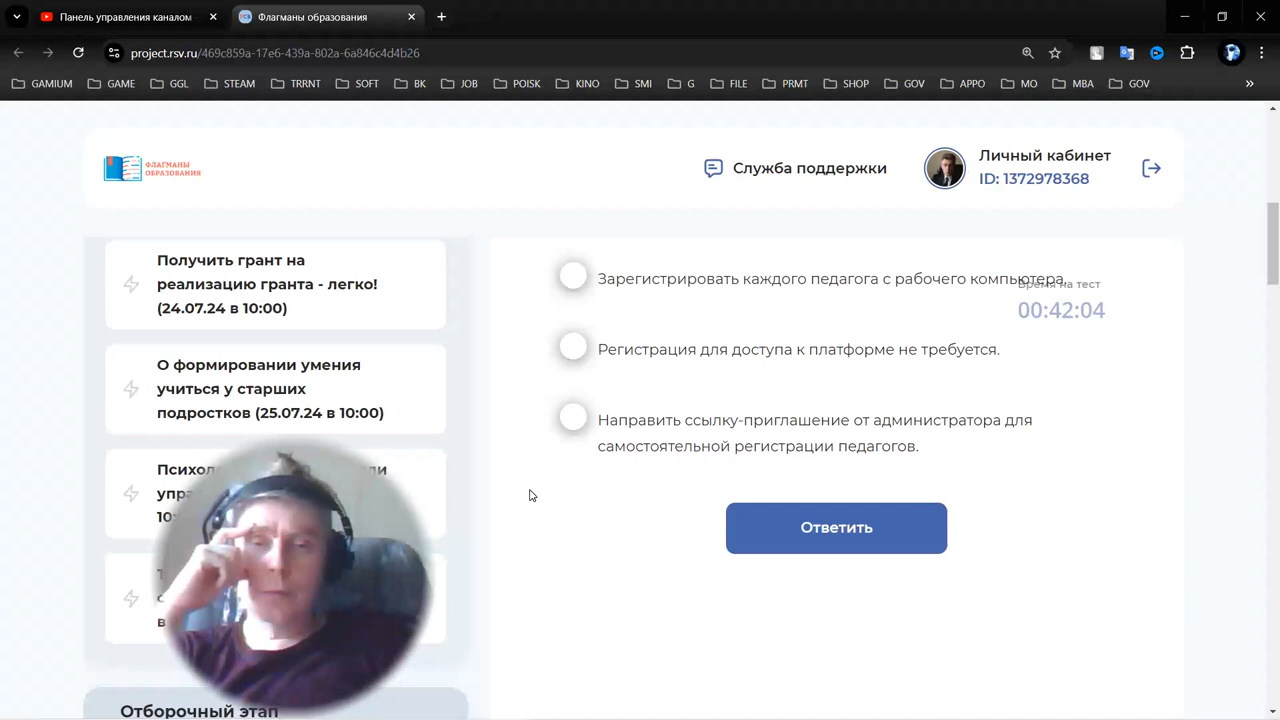 Панель управления каналом
Флагманы образования
project.rsv.ru/469c859a-17e6-439a-802a-6a846c4d4b26
GAMIUM GAME GGL STEAM TRRNT SOFT BK JOB POISK KINO SMI G FILE PRMT SHOP GOV APPO MO MBA GOV
ФЛАГМАНЫ
ОБРАЗОВАНИЯ
Служба поддержки
Личный кабинет
ID: 1372978368
Получить грант на
реализацию гранта - легко!
(24.07.24 в 10:00)
О формировании умения
учиться у старших
подростков (25.07.24 в 10:00)
Отборочный этап
Зарегистрировать каждого педагога с рабочего компьютера.
Время на тест
00:42:04
Регистрация для доступа к платформе не требуется.
Направить ссылку-приглашение от администратора для
самостоятельной регистрации педагогов.
Ответить